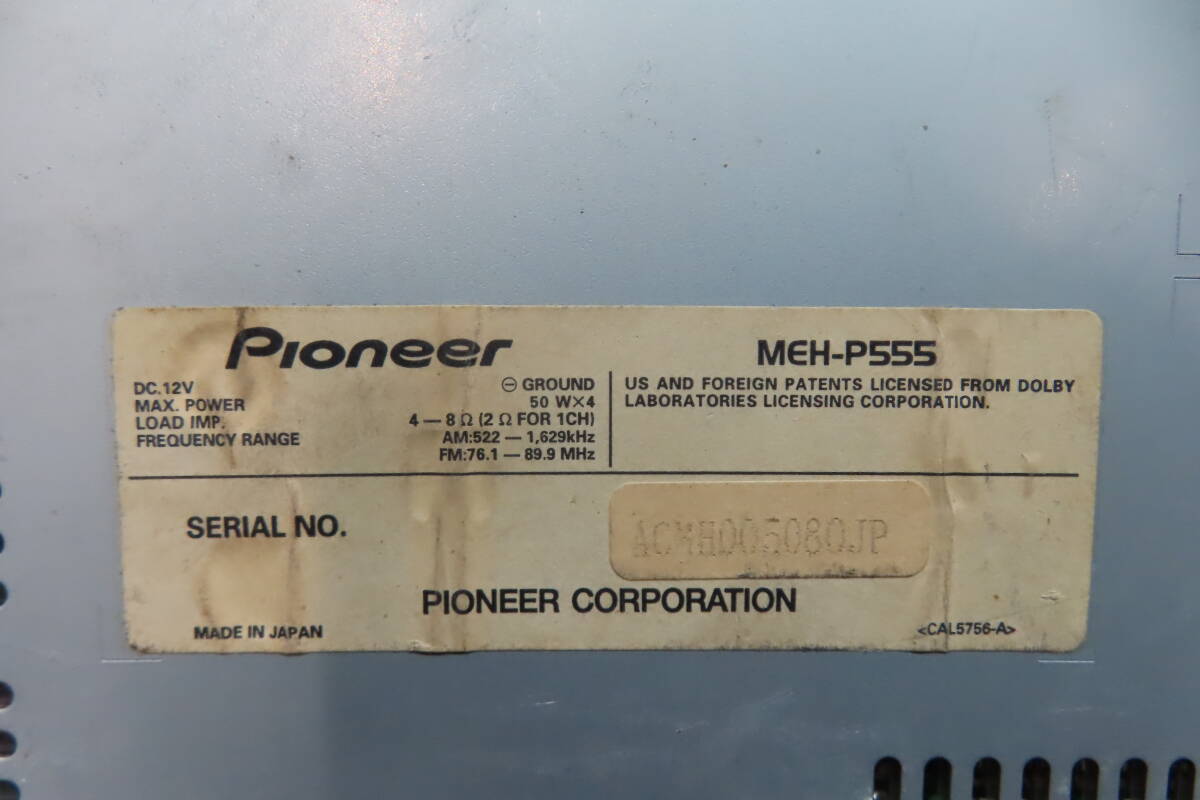 Pioneer
MEH-P555
DC.12V ⊖ GROUND
MAX. POWER 50 W×4
LOAD IMP. 4 — 8 Ω (2 Ω FOR 1CH)
FREQUENCY RANGE AM:522 — 1,629kHz
FM:76.1 — 89.9 MHz
US AND FOREIGN PATENTS LICENSED FROM DOLBY
LABORATORIES LICENSING CORPORATION.
SERIAL NO. ACMH005080JP
PIONEER CORPORATION
MADE IN JAPAN
<CAL5756-A>